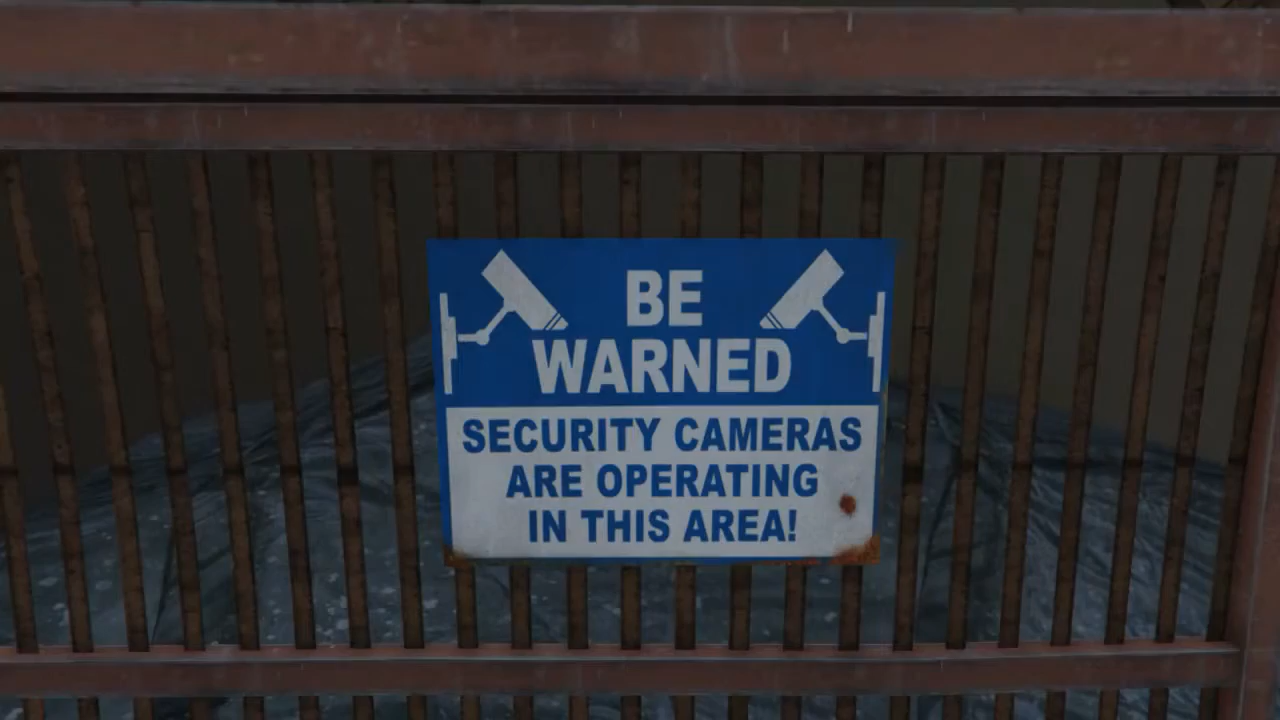 BE
WARNED
SECURITY CAMERAS
ARE OPERATING
IN THIS AREA!